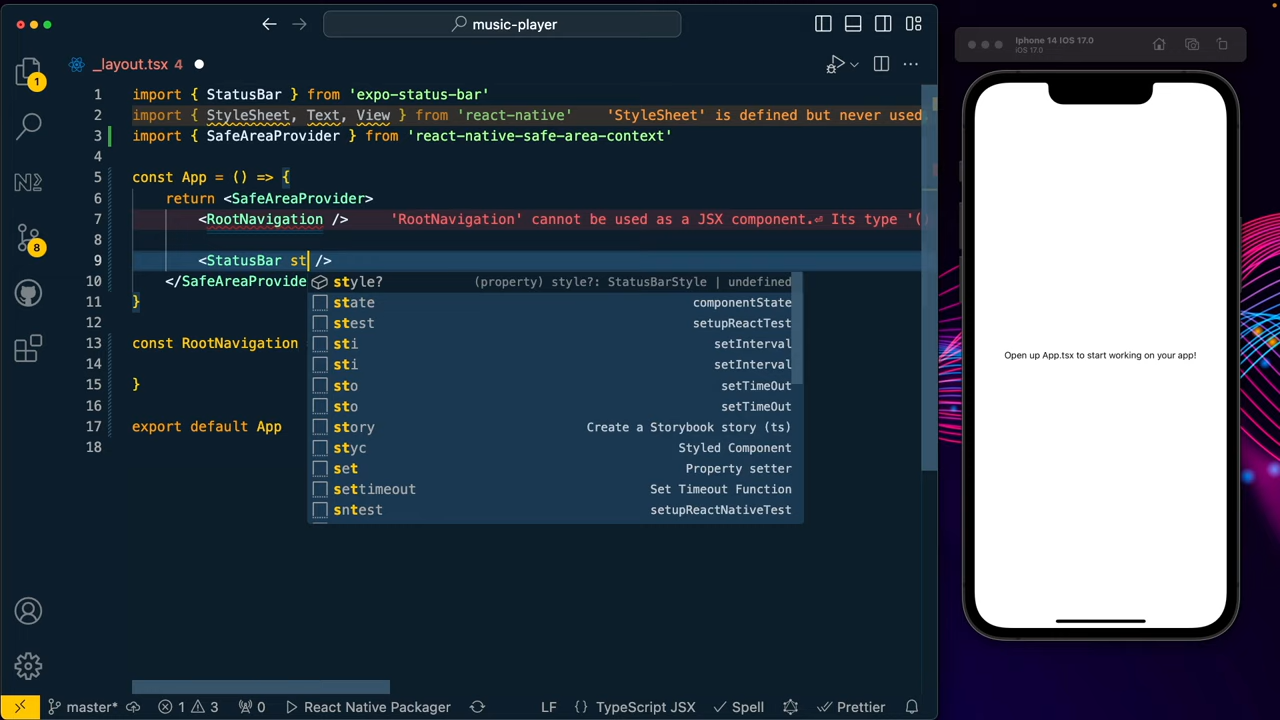 music-player
_layout.tsx 4
1 import { StatusBar } from 'expo-status-bar'
2 import { StyleSheet, Text, View } from 'react-native' 'StyleSheet' is defined but never used.
3 import { SafeAreaProvider } from 'react-native-safe-area-context'
4
5 const App = () => {
6 return <SafeAreaProvider>
7 <RootNavigation /> 'RootNavigation' cannot be used as a JSX component.⏎ Its type '()
8
9 <StatusBar st />
10 </SafeAreaProvide
11 }
12
13 const RootNavigation
14
15 }
16
17 export default App
18
style? (property) style?: StatusBarStyle | undefined
state componentState
stest setupReactTest
sti setInterval
sti setInterval
sto setTimeOut
sto setTimeOut
story Create a Storybook story (ts)
styc Styled Component
set Property setter
settimeout Set Timeout Function
sntest setupReactNativeTest
1
8
master* 1 3 0 React Native Packager LF {} TypeScript JSX Spell Prettier
Iphone 14 IOS 17.0
iOS 17.0
Open up App.tsx to start working on your app!